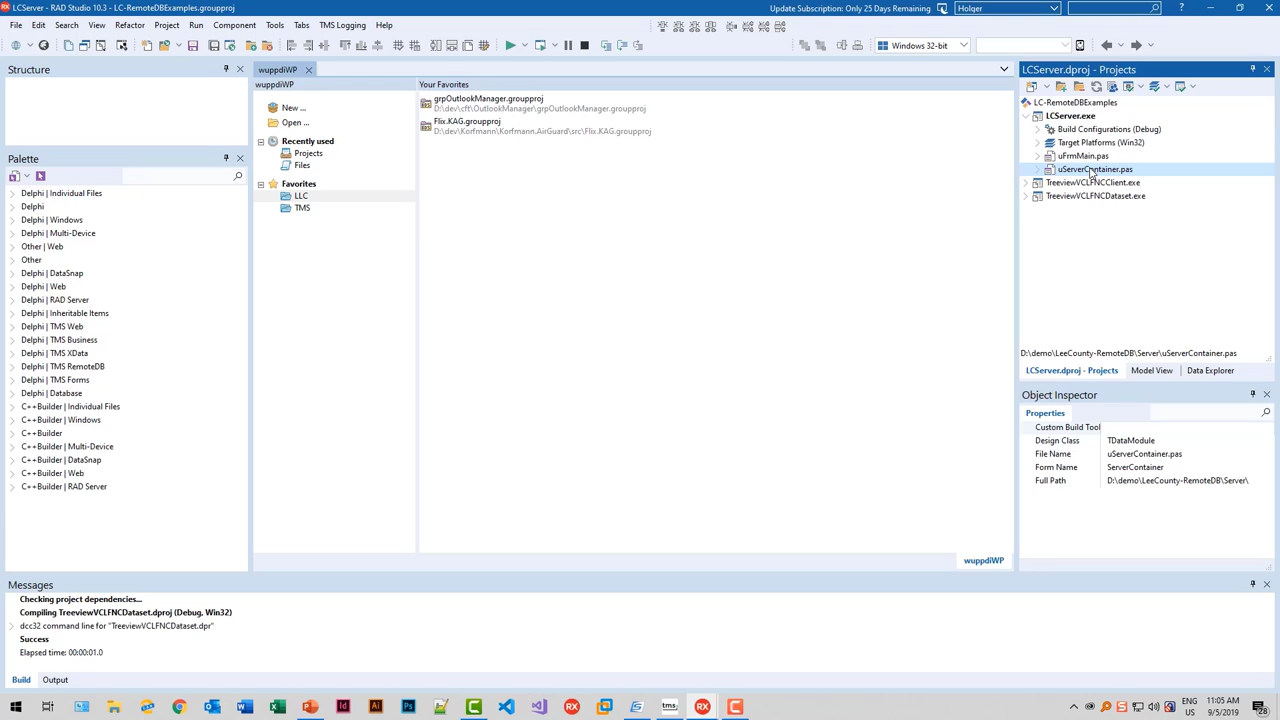 LCServer - RAD Studio 10.3 - LC-RemoteDBExamples.groupproj
Update Subscription: Only 25 Days Remaining
Holger
File Edit Search View Refactor Project Run Component Tools Tabs TMS Logging Help
Windows 32-bit
Structure
wuppdiWP
LCServer.dproj - Projects
wuppdiWP
Your Favorites
New ...
Open ...
Recently used
Projects
Files
Favorites
LLC
TMS
grpOutlookManager.groupproj
D:\dev\cft\OutlookManager\grpOutlookManager.groupproj
Flix.KAG.groupproj
D:\dev\Korfmann\Korfmann.AirGuard\src\Flix.KAG.groupproj
LC-RemoteDBExamples
LCServer.exe
Build Configurations (Debug)
Target Platforms (Win32)
uFrmMain.pas
uServerContainer.pas
TreeviewVCLFNCClient.exe
TreeviewVCLFNCDataset.exe
Palette
Delphi | Individual Files
Delphi
Delphi | Windows
Delphi | Multi-Device
Other | Web
Other
Delphi | DataSnap
Delphi | Web
Delphi | RAD Server
Delphi | Inheritable Items
Delphi | TMS Web
Delphi | TMS Business
Delphi | TMS XData
Delphi | TMS RemoteDB
Delphi | TMS Forms
Delphi | Database
C++Builder | Individual Files
C++Builder | Windows
C++Builder
C++Builder | Multi-Device
C++Builder | DataSnap
C++Builder | Web
C++Builder | RAD Server
D:\demo\LeeCounty-RemoteDB\Server\uServerContainer.pas
LCServer.dproj - Projects Model View Data Explorer
Object Inspector
Properties
Custom Build Tool
Design Class TDataModule
File Name uServerContainer.pas
Form Name ServerContainer
Full Path D:\demo\LeeCounty-RemoteDB\Server\
wuppdiWP
Messages
Checking project dependencies...
Compiling TreeviewVCLFNCDataset.dproj (Debug, Win32)
dcc32 command line for "TreeviewVCLFNCDataset.dpr"
Success
Elapsed time: 00:00:01.0
Build Output
tms
ENG
US
11:05 AM
9/5/2019
28